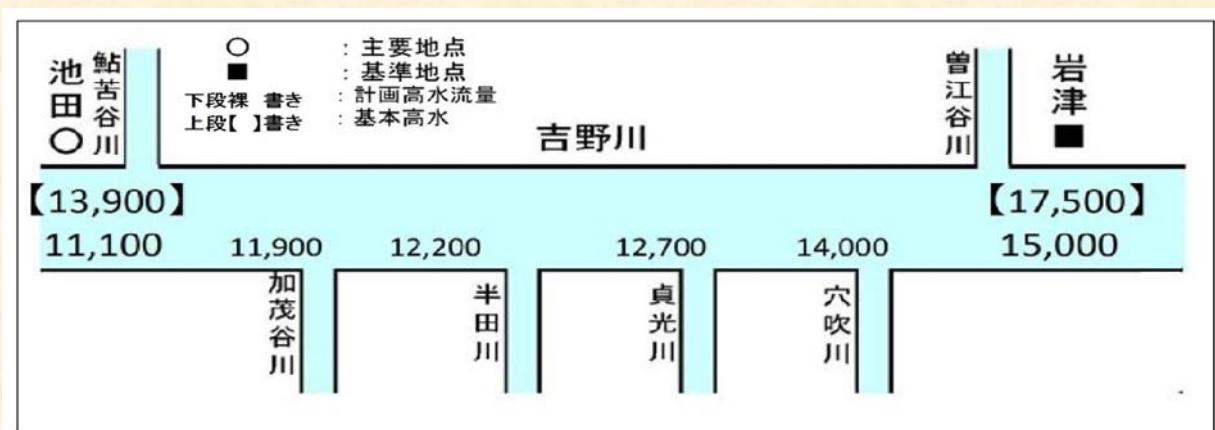 池田○
鮎苦谷川
○ : 主要地点
■ : 基準地点
下段裸 書き : 計画高水流量
上段【 】書き : 基本高水
吉野川
曽江谷川
岩津■
【13,900】
【17,500】
11,100 11,900 12,200 12,700 14,000 15,000
加茂谷川
半田川
貞光川
穴吹川